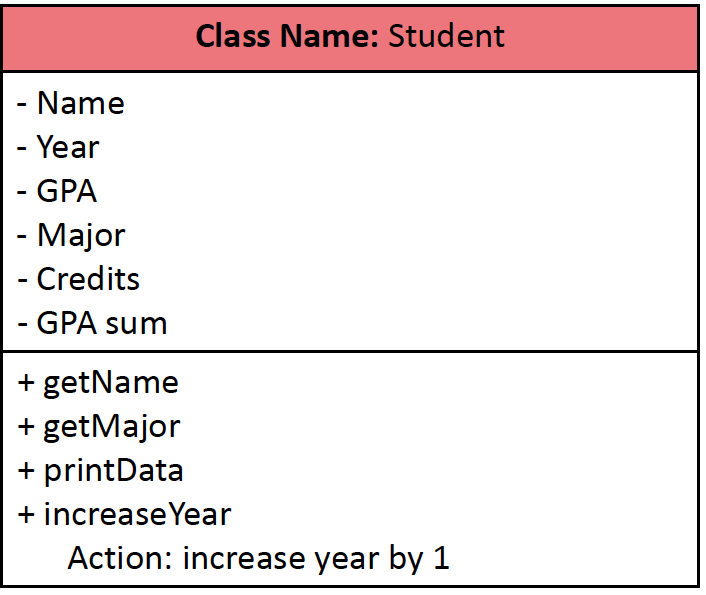 Class Name: Student
- Name
- Year
- GPA
- Major
- Credits
- GPA sum
+ getName
+ getMajor
+ printData
+ increaseYear
Action: increase year by 1